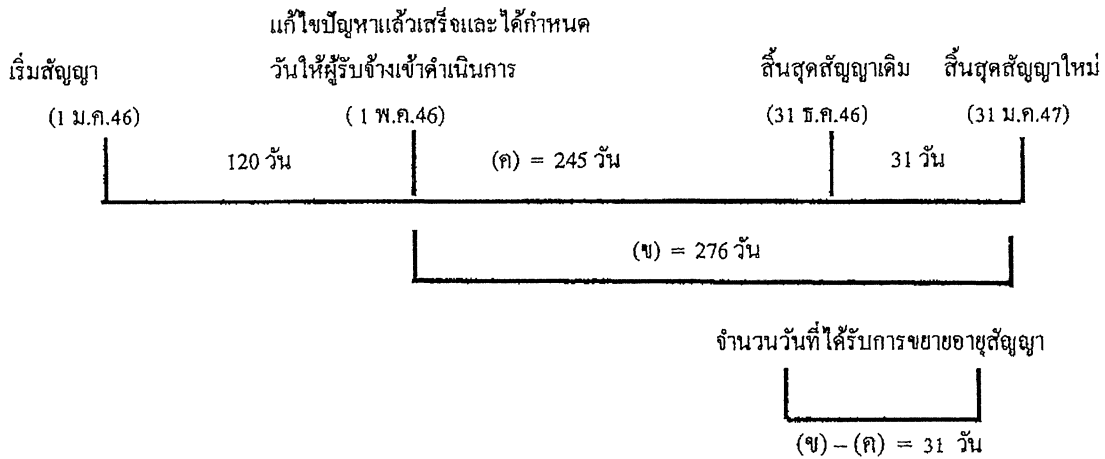 แก้ไขปัญหาแล้วเสร็จและได้กำหนด
เริ่มสัญญา วันให้ผู้รับจ้างเข้าดำเนินการ สิ้นสุดสัญญาเดิม สิ้นสุดสัญญาใหม่
(1 ม.ค.46) ( 1 พ.ค.46) (31 ธ.ค.46) (31 ม.ค.47)
120 วัน (ค) = 245 วัน 31 วัน
(ข) = 276 วัน
จำนวนวันที่ได้รับการขยายอายุสัญญา
(ข) – (ค) = 31 วัน